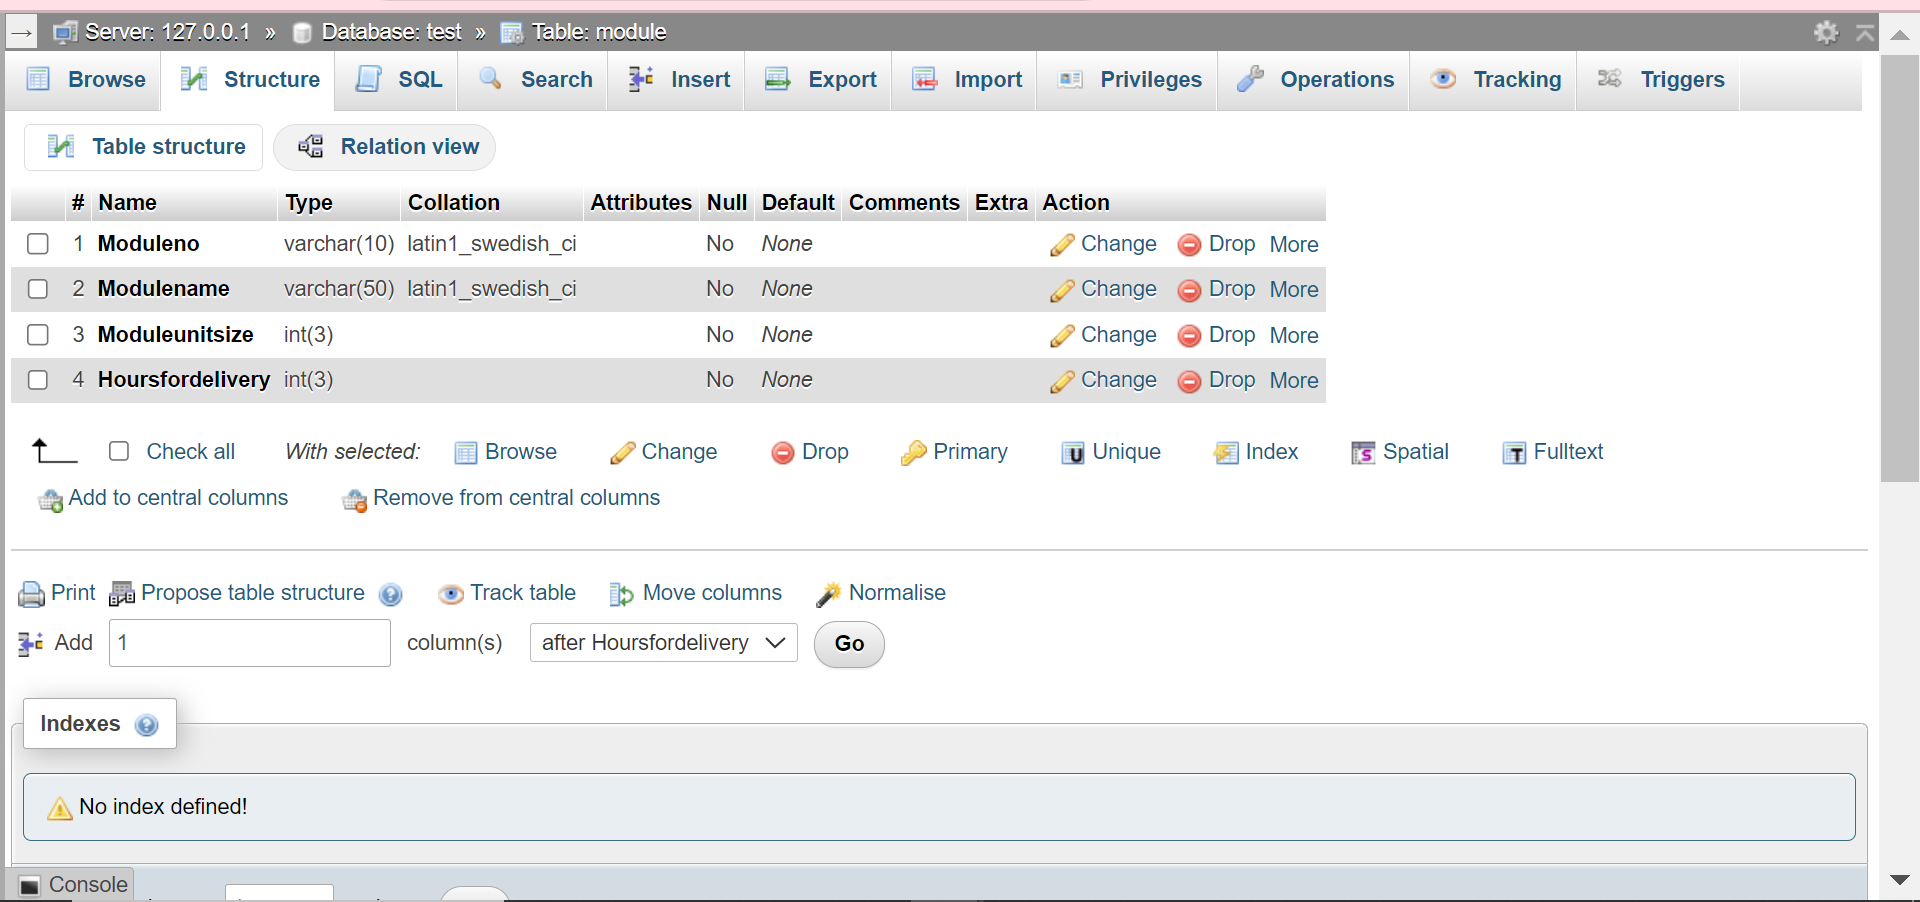 Server: 127.0.0.1 » Database: test » Table: module
Browse Structure SQL Search Insert Export Import Privileges Operations Tracking Triggers
Table structure Relation view
# Name Type Collation Attributes Null Default Comments Extra Action
1 Moduleno varchar(10) latin1_swedish_ci No None Change Drop More
2 Modulename varchar(50) latin1_swedish_ci No None Change Drop More
3 Moduleunitsize int(3) No None Change Drop More
4 Hoursfordelivery int(3) No None Change Drop More
Check all With selected: Browse Change Drop Primary Unique Index Spatial Fulltext
Add to central columns Remove from central columns
Print Propose table structure Track table Move columns Normalise
Add 1 column(s) after Hoursfordelivery Go
Indexes
No index defined!
Console